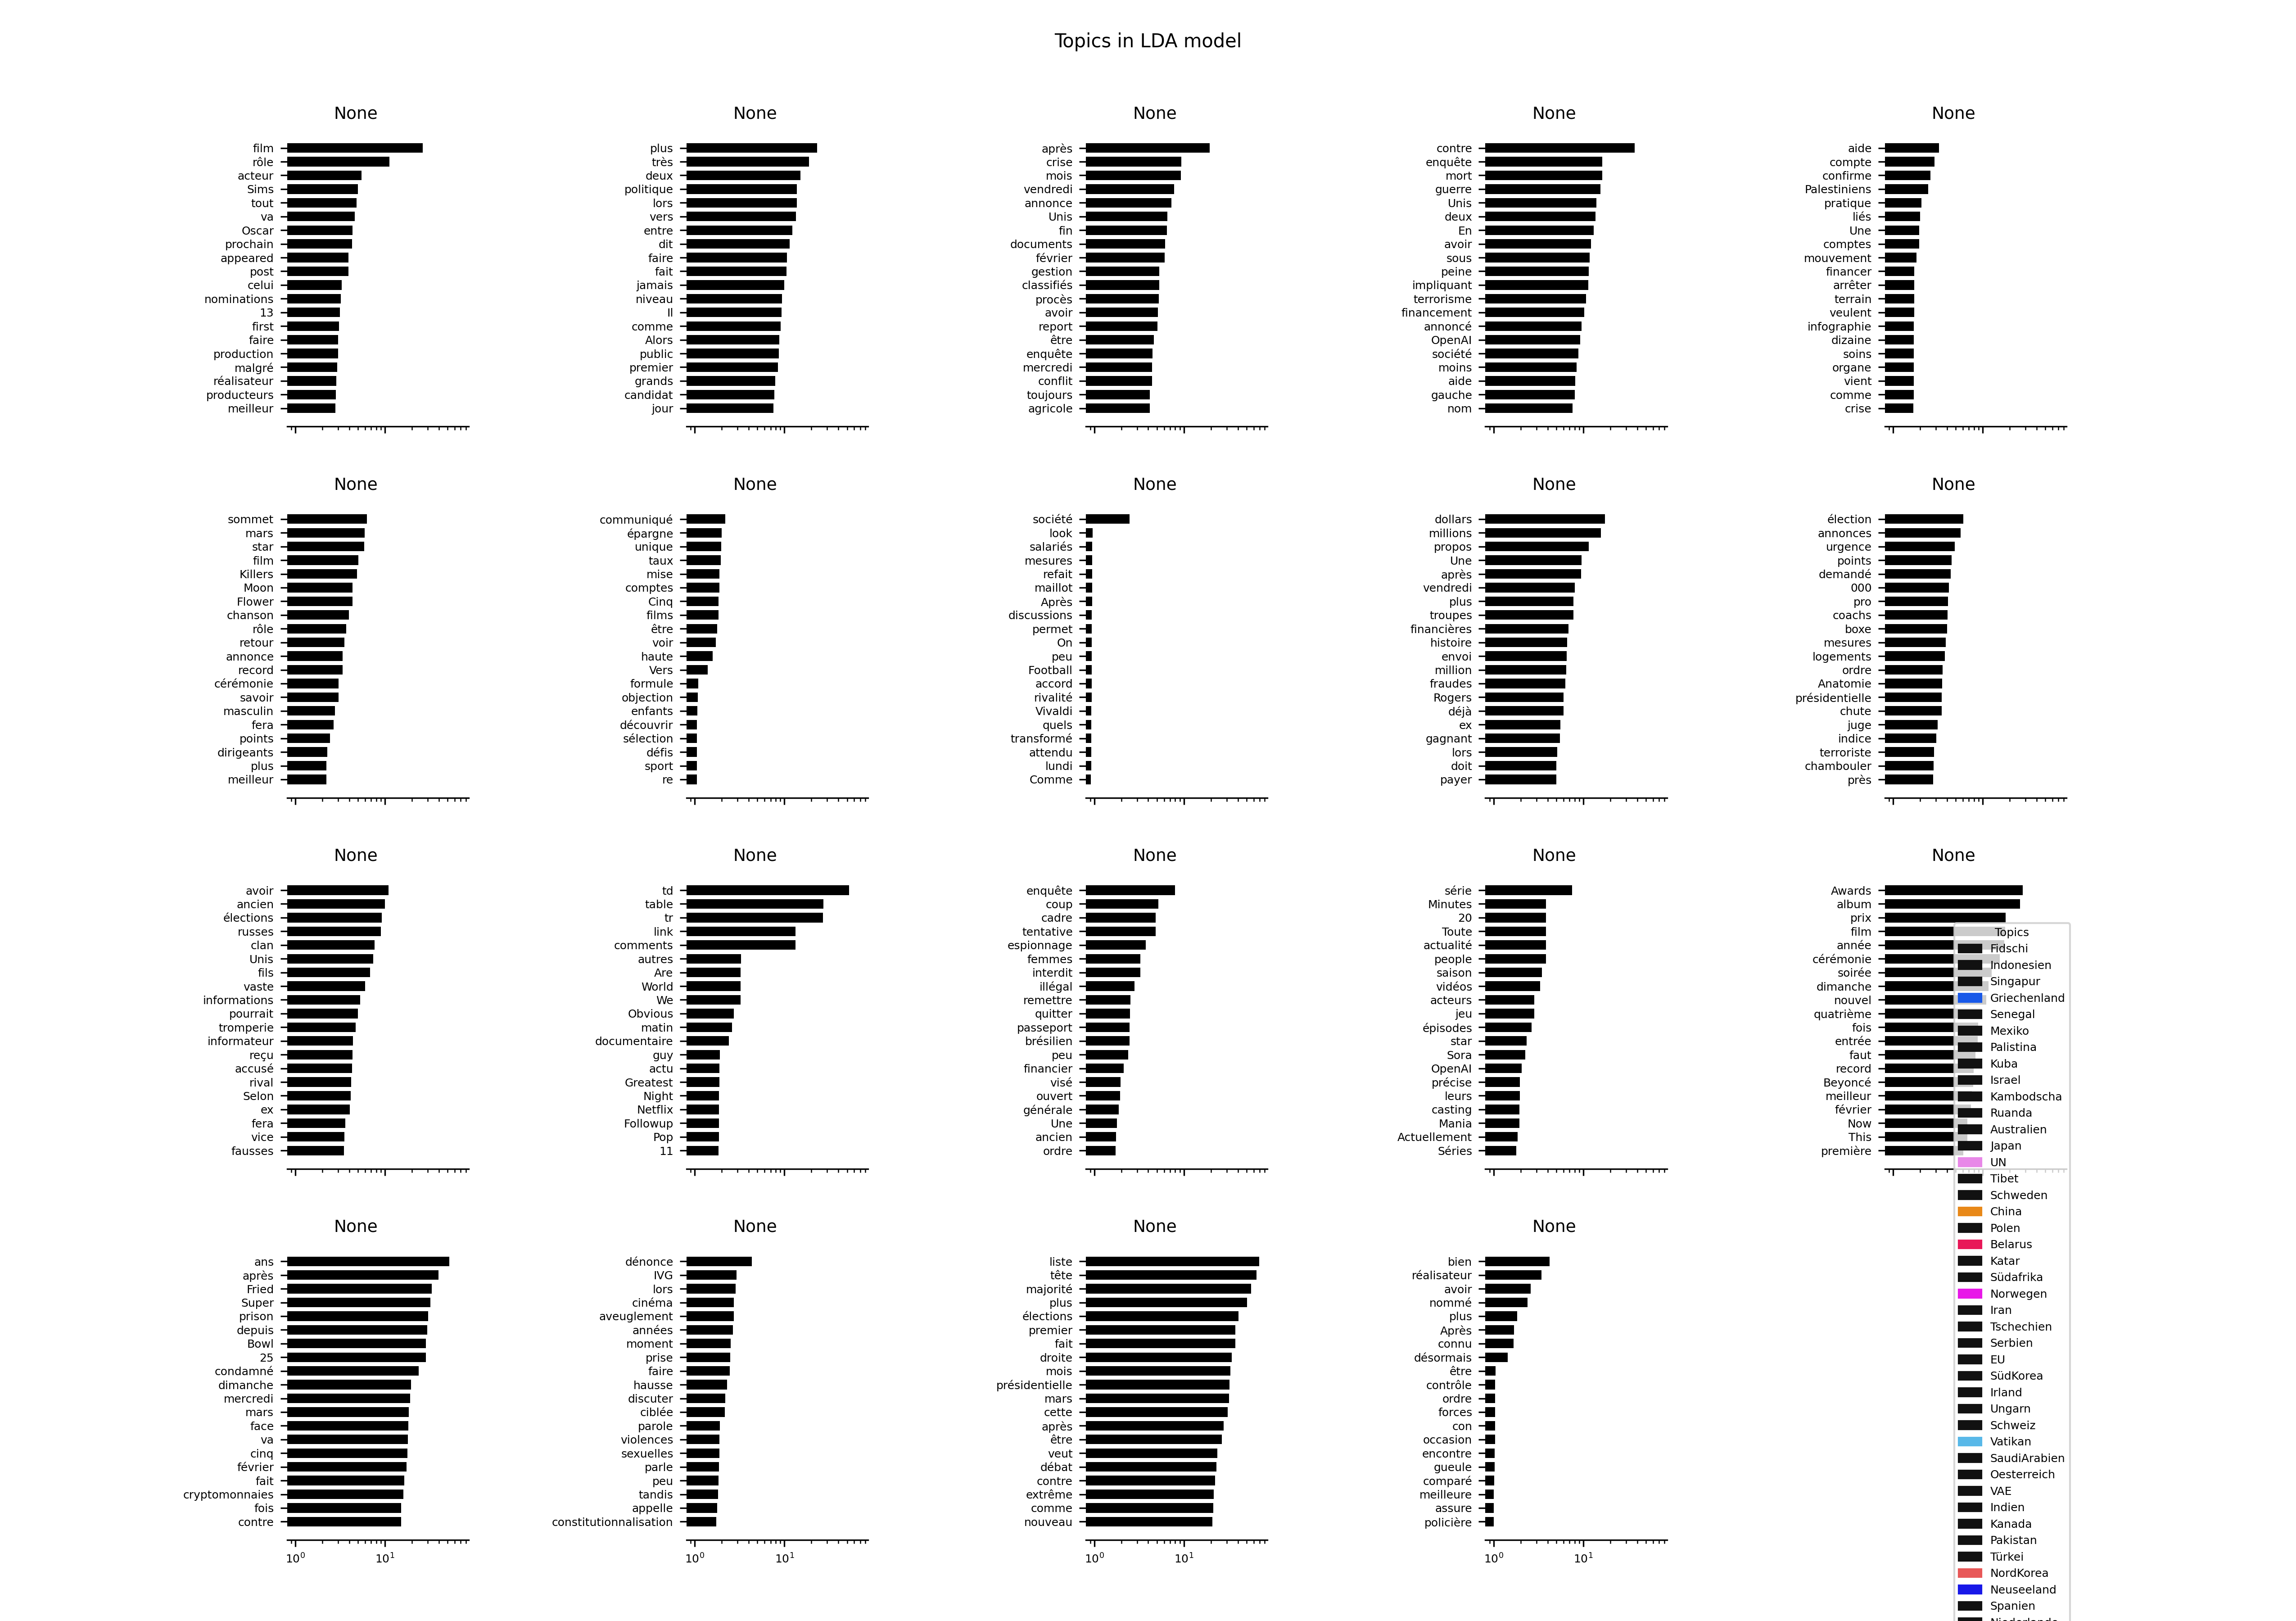 Topics in LDA model
None
film
rôle
acteur
Sims
tout
va
Oscar
prochain
appeared
post
celui
nominations
13
first
faire
production
malgré
réalisateur
producteurs
meilleur
None
plus
très
deux
politique
lors
vers
entre
dit
faire
fait
jamais
niveau
Il
comme
Alors
public
premier
grands
candidat
jour
None
après
crise
mois
vendredi
annonce
Unis
fin
documents
février
gestion
classifiés
procès
avoir
report
être
enquête
mercredi
conflit
toujours
agricole
None
contre
enquête
mort
guerre
Unis
deux
En
avoir
sous
peine
impliquant
terrorisme
financement
annoncé
OpenAI
société
moins
aide
gauche
nom
None
aide
compte
confirme
Palestiniens
pratique
liés
Une
comptes
mouvement
financer
arrêter
terrain
veulent
infographie
dizaine
soins
organe
vient
comme
crise
None
sommet
mars
star
film
Killers
Moon
Flower
chanson
rôle
retour
annonce
record
cérémonie
savoir
masculin
fera
points
dirigeants
plus
meilleur
None
communiqué
épargne
unique
taux
mise
comptes
Cinq
films
être
voir
haute
Vers
formule
objection
enfants
découvrir
sélection
défis
sport
re
None
société
look
salariés
mesures
refait
maillot
Après
discussions
permet
On
peu
Football
accord
rivalité
Vivaldi
quels
transformé
attendu
lundi
Comme
None
dollars
millions
propos
Une
après
vendredi
plus
troupes
financières
histoire
envoi
million
fraudes
Rogers
déjà
ex
gagnant
lors
doit
payer
None
élection
annonces
urgence
points
demandé
000
pro
coachs
boxe
mesures
logements
ordre
Anatomie
présidentielle
chute
juge
indice
terroriste
chambouler
près
None
avoir
ancien
élections
russes
clan
Unis
fils
vaste
informations
pourrait
tromperie
informateur
reçu
accusé
rival
Selon
ex
fera
vice
fausses
None
td
table
tr
link
comments
autres
Are
World
We
Obvious
matin
documentaire
guy
actu
Greatest
Night
Netflix
Followup
Pop
11
None
enquête
coup
cadre
tentative
espionnage
femmes
interdit
illégal
remettre
quitter
passeport
brésilien
peu
financier
visé
ouvert
générale
Une
ancien
ordre
None
série
Minutes
20
Toute
actualité
people
saison
vidéos
acteurs
jeu
épisodes
star
Sora
OpenAI
précise
leurs
casting
Mania
Actuellement
Séries
None
Awards
album
prix
film
année
cérémonie
soirée
dimanche
nouvel
quatrième
fois
entrée
faut
record
Beyoncé
meilleur
février
Now
This
première
None
ans
après
Fried
Super
prison
depuis
Bowl
25
condamné
dimanche
mercredi
mars
face
va
cinq
février
fait
cryptomonnaies
fois
contre
10⁰ 10¹
None
dénonce
IVG
lors
cinéma
aveuglement
années
moment
prise
faire
hausse
discuter
ciblée
parole
violences
sexuelles
parle
peu
tandis
appelle
constitutionnalisation
10⁰ 10¹
None
liste
tête
majorité
plus
élections
premier
fait
droite
mois
présidentielle
mars
cette
après
être
veut
débat
contre
extrême
comme
nouveau
10⁰ 10¹
None
bien
réalisateur
avoir
nommé
plus
Après
connu
désormais
être
contrôle
ordre
forces
con
occasion
encontre
gueule
comparé
meilleure
assure
policière
10⁰ 10¹
Topics
Fidschi
Indonesien
Singapur
Griechenland
Senegal
Mexiko
Palistina
Kuba
Israel
Kambodscha
Ruanda
Australien
Japan
UN
Tibet
Schweden
China
Polen
Belarus
Katar
Südafrika
Norwegen
Iran
Tschechien
Serbien
EU
SüdKorea
Irland
Ungarn
Schweiz
Vatikan
SaudiArabien
Oesterreich
VAE
Indien
Kanada
Pakistan
Türkei
NordKorea
Neuseeland
Spanien